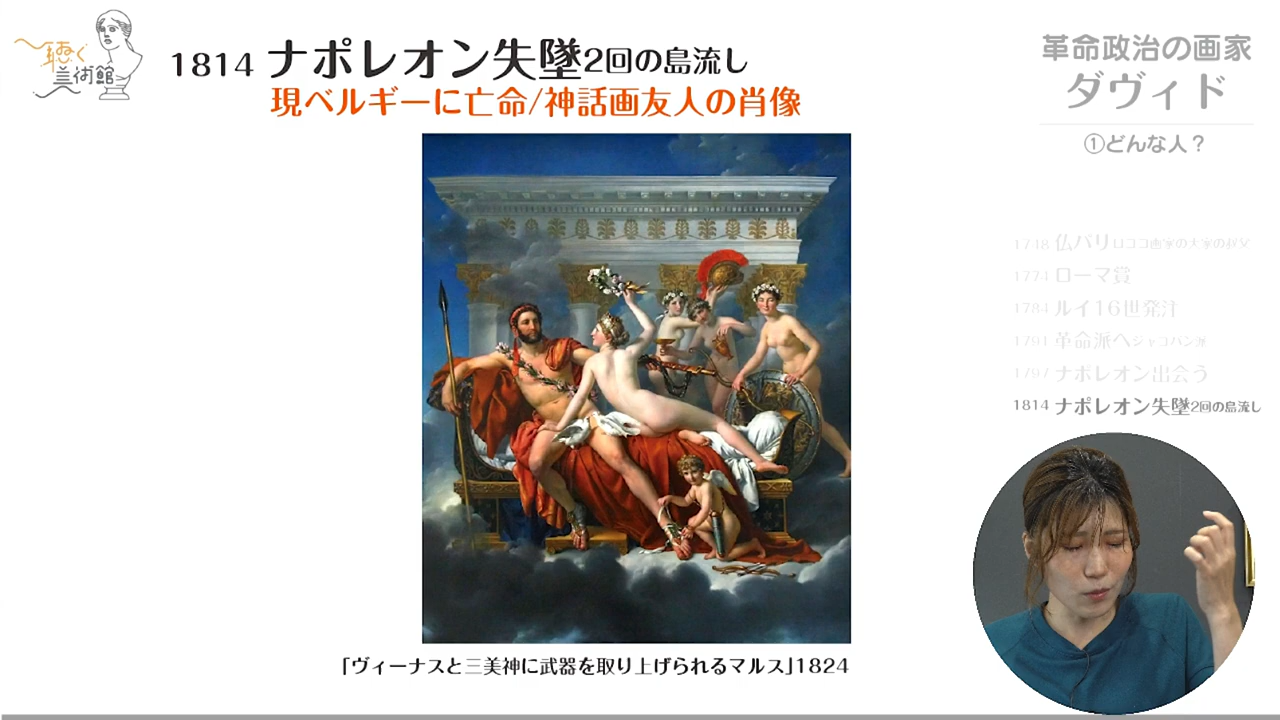 聴く
美術館
1814 ナポレオン失墜2回の島流し
現ベルギーに亡命/神話画友人の肖像
「ヴィーナスと三美神に武器を取り上げられるマルス」1824
革命政治の画家
ダヴィド
①どんな人？
1748 仏パリロココ画家の大家の叔父
1774 ローマ賞
1784 ルイ16世発注
1791 革命派へジャコバン派
1797 ナポレオン出会う
1814 ナポレオン失墜2回の島流し